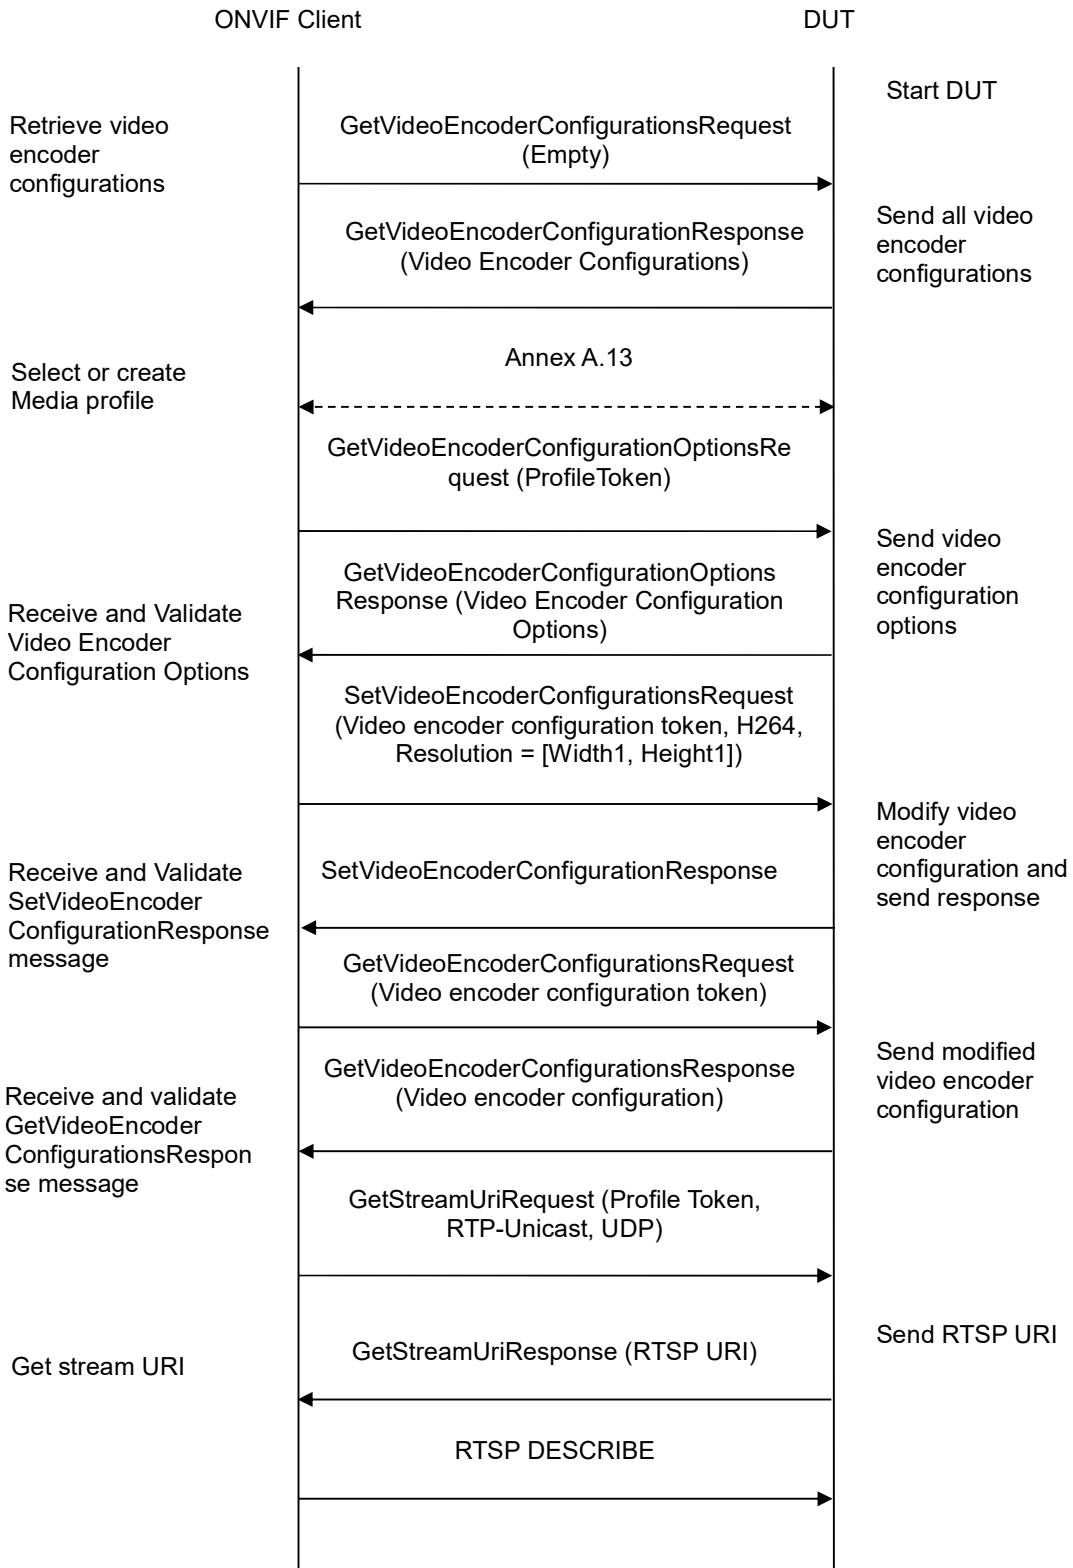 ONVIF Client
DUT
Start DUT
Retrieve video
encoder
configurations
GetVideoEncoderConfigurationsRequest
(Empty)
Send all video
encoder
configurations
GetVideoEncoderConfigurationResponse
(Video Encoder Configurations)
Select or create
Media profile
Annex A.13
GetVideoEncoderConfigurationOptionsRe
quest (ProfileToken)
Send video
encoder
configuration
options
GetVideoEncoderConfigurationOptions
Response (Video Encoder Configuration
Options)
Receive and Validate
Video Encoder
Configuration Options
SetVideoEncoderConfigurationsRequest
(Video encoder configuration token, H264,
Resolution = [Width1, Height1])
Modify video
encoder
configuration and
send response
Receive and Validate
SetVideoEncoder
ConfigurationResponse
message
SetVideoEncoderConfigurationResponse
GetVideoEncoderConfigurationsRequest
(Video encoder configuration token)
Send modified
video encoder
configuration
GetVideoEncoderConfigurationsResponse
(Video encoder configuration)
Receive and validate
GetVideoEncoder
ConfigurationsRespon
se message
GetStreamUriRequest (Profile Token,
RTP-Unicast, UDP)
Send RTSP URI
Get stream URI
GetStreamUriResponse (RTSP URI)
RTSP DESCRIBE